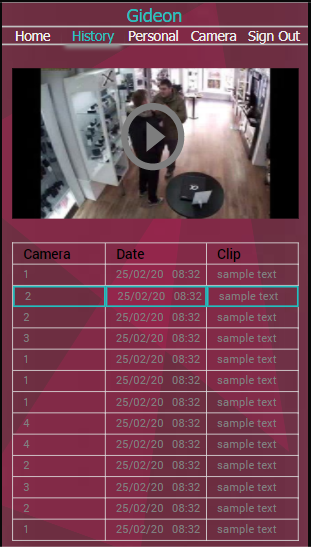 Gideon
Home History Personal Camera Sign Out
Camera Date Clip
1 25/02/20 08:32 sample text
2 25/02/20 08:32 sample text
2 25/02/20 08:32 sample text
3 25/02/20 08:32 sample text
1 25/02/20 08:32 sample text
1 25/02/20 08:32 sample text
1 25/02/20 08:32 sample text
4 25/02/20 08:32 sample text
4 25/02/20 08:32 sample text
2 25/02/20 08:32 sample text
3 25/02/20 08:32 sample text
2 25/02/20 08:32 sample text
1 25/02/20 08:32 sample text